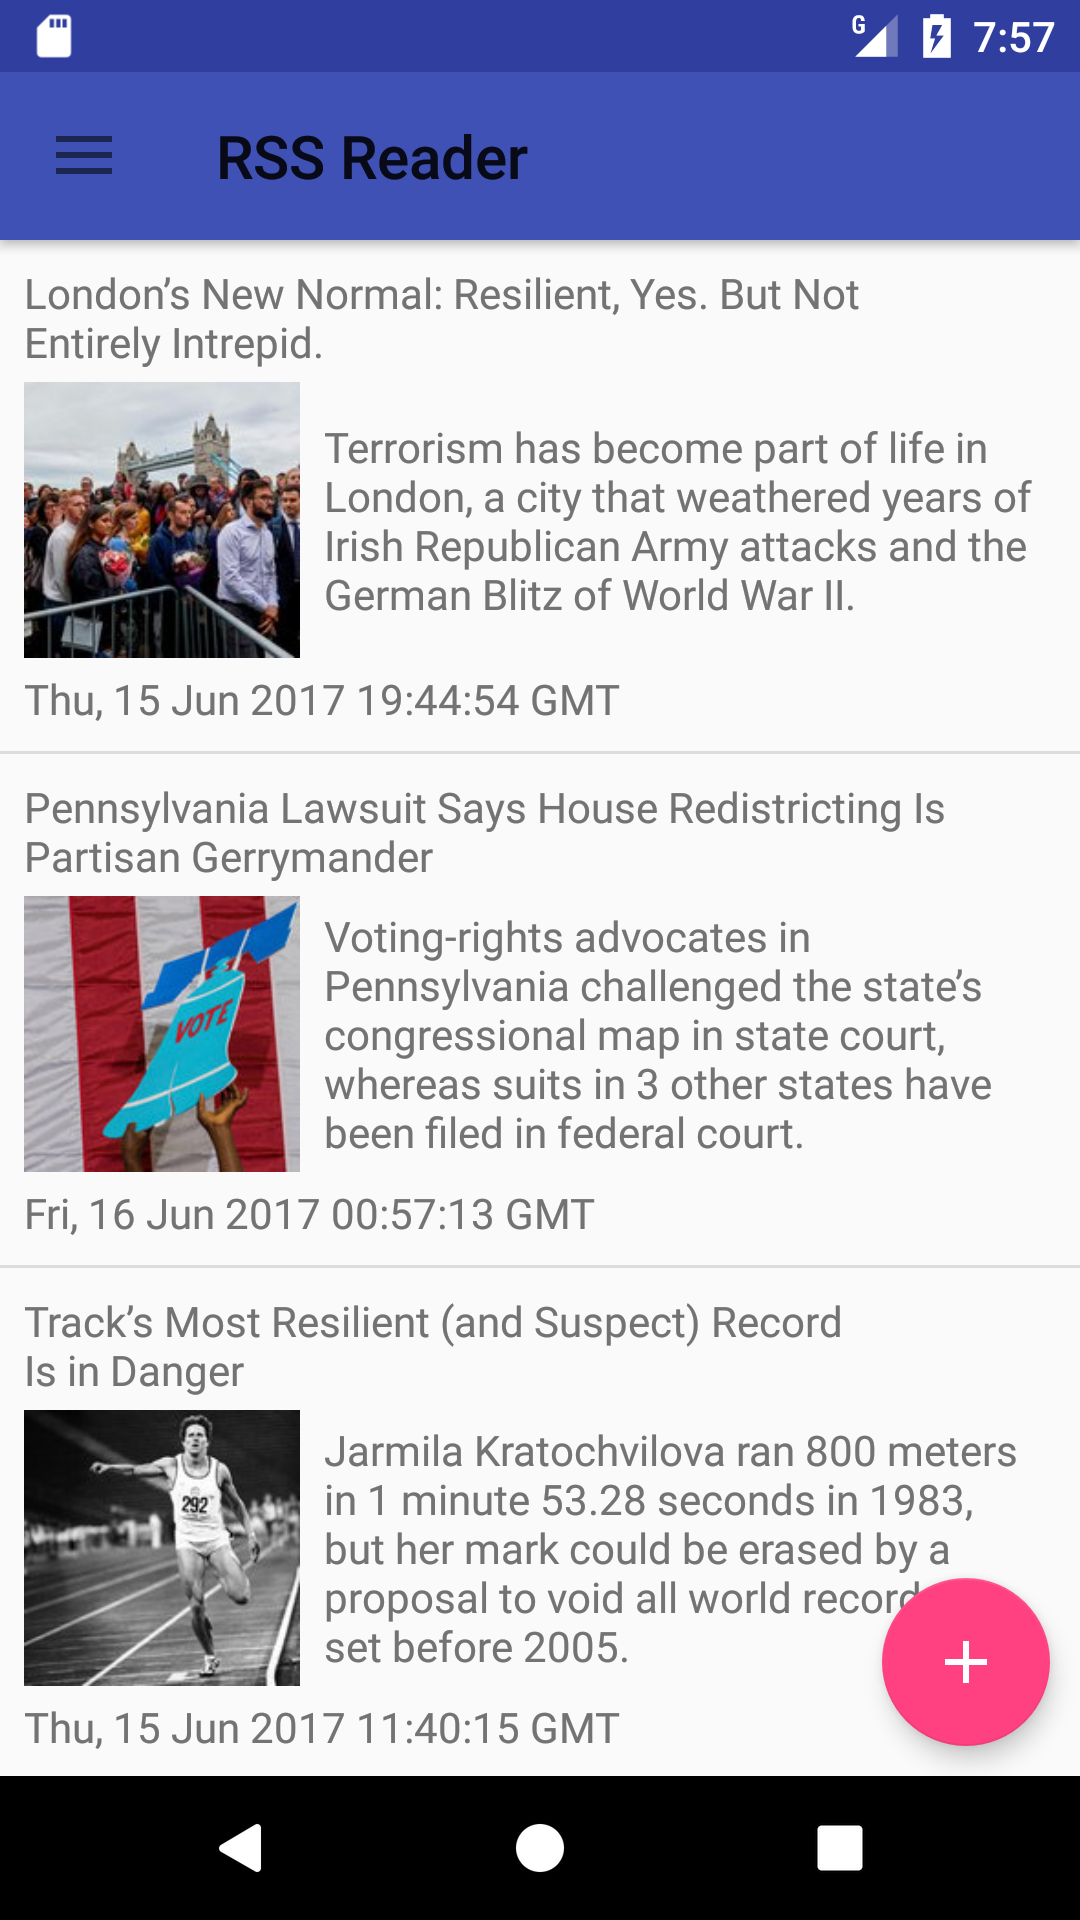 G 7:57
RSS Reader
London’s New Normal: Resilient, Yes. But Not
Entirely Intrepid.
Terrorism has become part of life in
London, a city that weathered years of
Irish Republican Army attacks and the
German Blitz of World War II.
Thu, 15 Jun 2017 19:44:54 GMT
Pennsylvania Lawsuit Says House Redistricting Is
Partisan Gerrymander
VOTE
Voting-rights advocates in
Pennsylvania challenged the state’s
congressional map in state court,
whereas suits in 3 other states have
been filed in federal court.
Fri, 16 Jun 2017 00:57:13 GMT
Track’s Most Resilient (and Suspect) Record
Is in Danger
292
Jarmila Kratochvilova ran 800 meters
in 1 minute 53.28 seconds in 1983,
but her mark could be erased by a
proposal to void all world record
set before 2005.
Thu, 15 Jun 2017 11:40:15 GMT